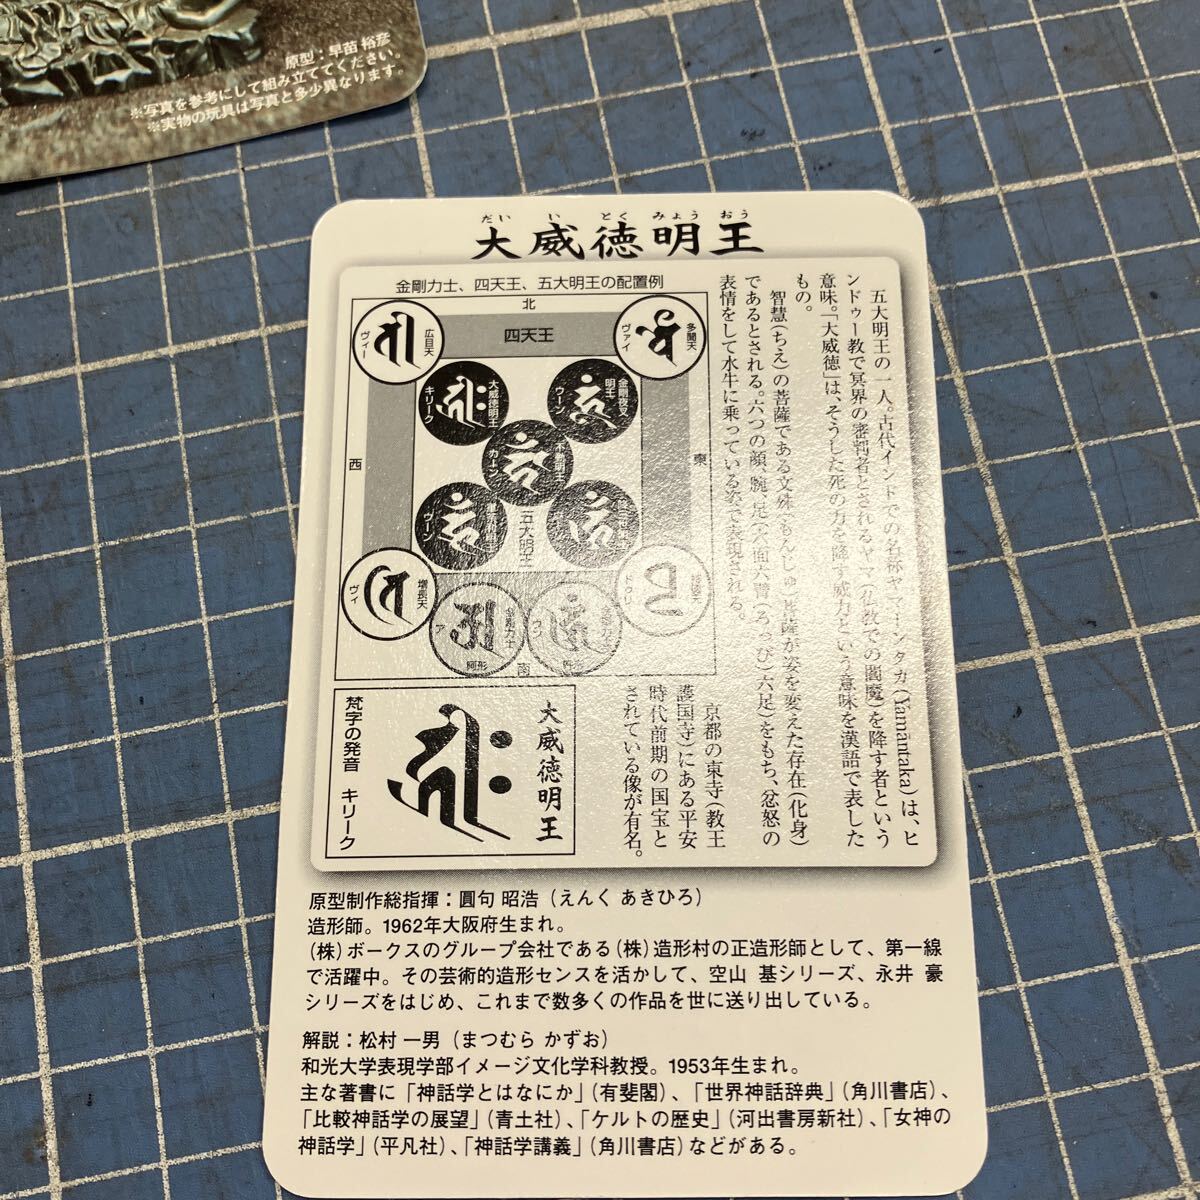 原型：早苗 裕彦
※写真を参考にして組み立ててください。
※実物の玩具は写真と多少異なります。
だい い とく みょう おう
大威徳明王
五大明王の一人。古代インドでの名称ヤマーンタカ(Yamāntaka)は、ヒ
ンドゥー教で冥界の審判者とされるヤマ(仏教での閻魔)を降す者という
意味。「大威徳」は、そうした死の力を降す威力という意味を漢語で表した
もの。
智慧(ちえ)の菩薩である文殊(もんじゅ)菩薩が姿を変えた存在(化身)
であるとされる。六つの顔、腕、足(六面六臂(ろっぴ)六足)をもち、忿怒の
表情をして水牛に乗っている姿で表現される。
京都の東寺(教王
護国寺)にある平安
時代前期の国宝と
されている像が有名。
金剛力士、四天王、五大明王の配置例
北
四天王
広目天
ヴィー
多聞天
ヴァイ
大威徳明王
キリーク
金剛夜叉
明王
ウーン
カーン
西
東
五大明王
ウーン
増長天
ヴィ
金剛力士
ア
阿形
ウン
吽形
南
大威徳明王
梵字の発音 キリーク
原型制作総指揮：圓句 昭浩（えんく あきひろ）
造形師。1962年大阪府生まれ。
（株）ボークスのグループ会社である（株）造形村の正造形師として、第一線
で活躍中。その芸術的造形センスを活かして、空山 基シリーズ、永井 豪
シリーズをはじめ、これまで数多くの作品を世に送り出している。
解説：松村 一男（まつむら かずお）
和光大学表現学部イメージ文化学科教授。1953年生まれ。
主な著書に「神話学とはなにか」（有斐閣）、「世界神話辞典」（角川書店）、
「比較神話学の展望」（青土社）、「ケルトの歴史」（河出書房新社）、「女神の
神話学」（平凡社）、「神話学講義」（角川書店）などがある。